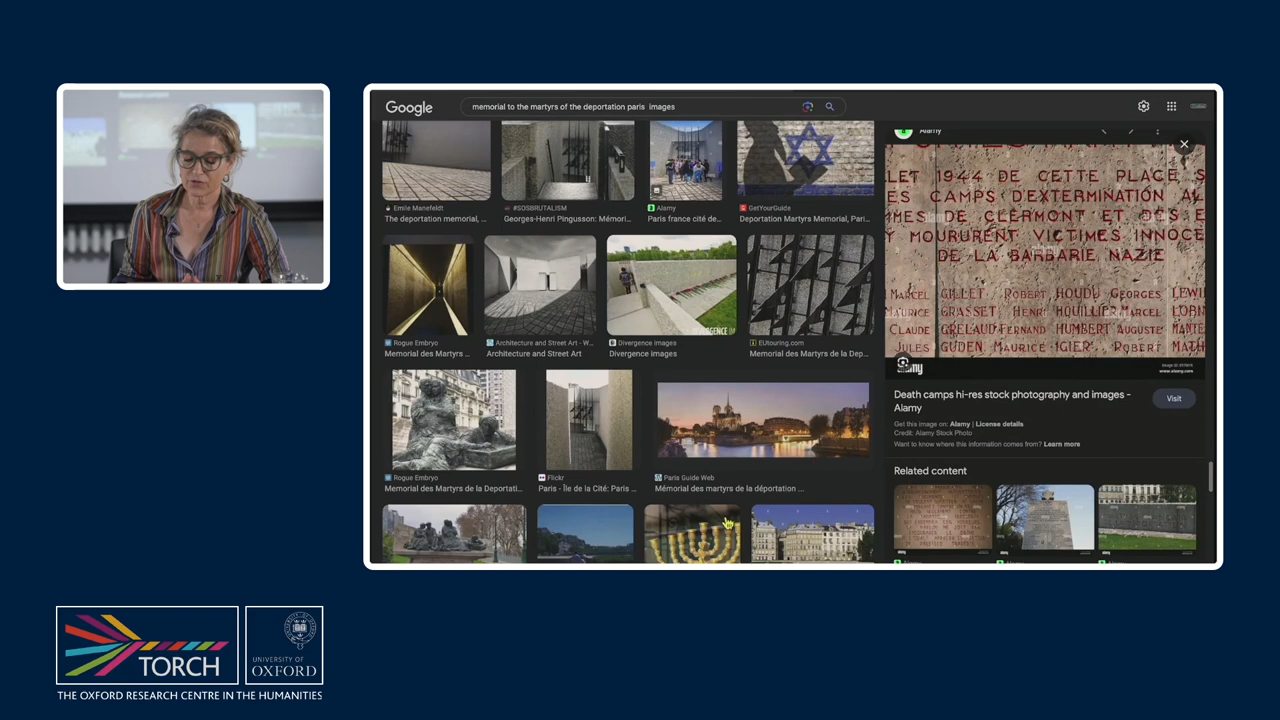 Google
memorial to the martyrs of the deportation paris images
Emile Manefeldt
The deportation memorial, ...
#SOSBRUTALISM
Georges-Henri Pingusson: Mémori...
Alamy
Paris france cité de...
GetYourGuide
Deportation Martyrs Memorial, Pari...
Rogue Embryo
Memorial des Martyrs ...
Architecture and Street Art - W...
Architecture and Street Art
Divergence images
Divergence images
EUtouring.com
Memorial des Martyrs de la Dep...
Rogue Embryo
Memorial des Martyrs de la Deportati...
Flickr
Paris - Île de la Cité: Paris ...
Paris Guide Web
Mémorial des martyrs de la déportation ...
Alamy
LET 1944 DE CETTE PLACE S
CAMPS D'EXTERMINATION AL
MES DE CLERMONT ET DES E
Y MOURURENT VICTIMES INNOCE
DE LA BARBARIE NAZIE
MARCEL GILLET ROBERT HOUDU GEORGES LEWI
MAURICE GRASSET HENRI HOUILLIER MARCEL LOBN
CLAUDE GRELAUD FERNAND HUMBERT AUGUSTE MANTE
JULES GUDEN MAURICE IGIER ROBERT MATH
alamy
www.alamy.com
Death camps hi-res stock photography and images -
Alamy
Visit
Get this image on: Alamy | License details
Credit: Alamy Stock Photo
Want to know where this information comes from? Learn more
Related content
TORCH
UNIVERSITY OF
OXFORD
THE OXFORD RESEARCH CENTRE IN THE HUMANITIES